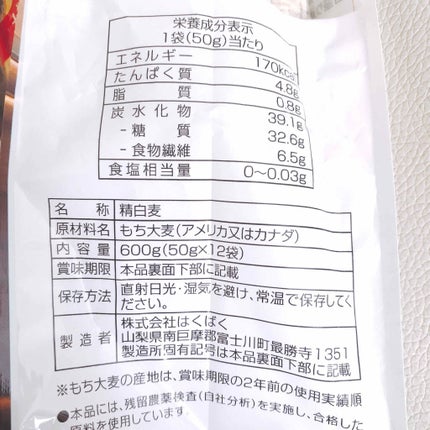 栄養成分表示
1袋(50g)当たり
エネルギー 170kcal
たんぱく質 4.8g
脂質 0.8g
炭水化物 39.1g
-糖質 32.6g
-食物繊維 6.5g
食塩相当量 0〜0.03g
名称 精白麦
原材料名 もち大麦(アメリカ又はカナダ)
内容量 600g(50g×12袋)
賞味期限 本品裏面下部に記載
保存方法 直射日光・湿気を避け、常温で保存してく
ださい。
製造者 株式会社はくばく
山梨県南巨摩郡富士川町最勝寺1351
製造所固有記号は本品裏面下部に記載
※もち大麦の産地は、賞味期限の2年前の使用実績順
●本品には、残留農薬検査(自社分析)を実施し、合格した
原料を使用しています。